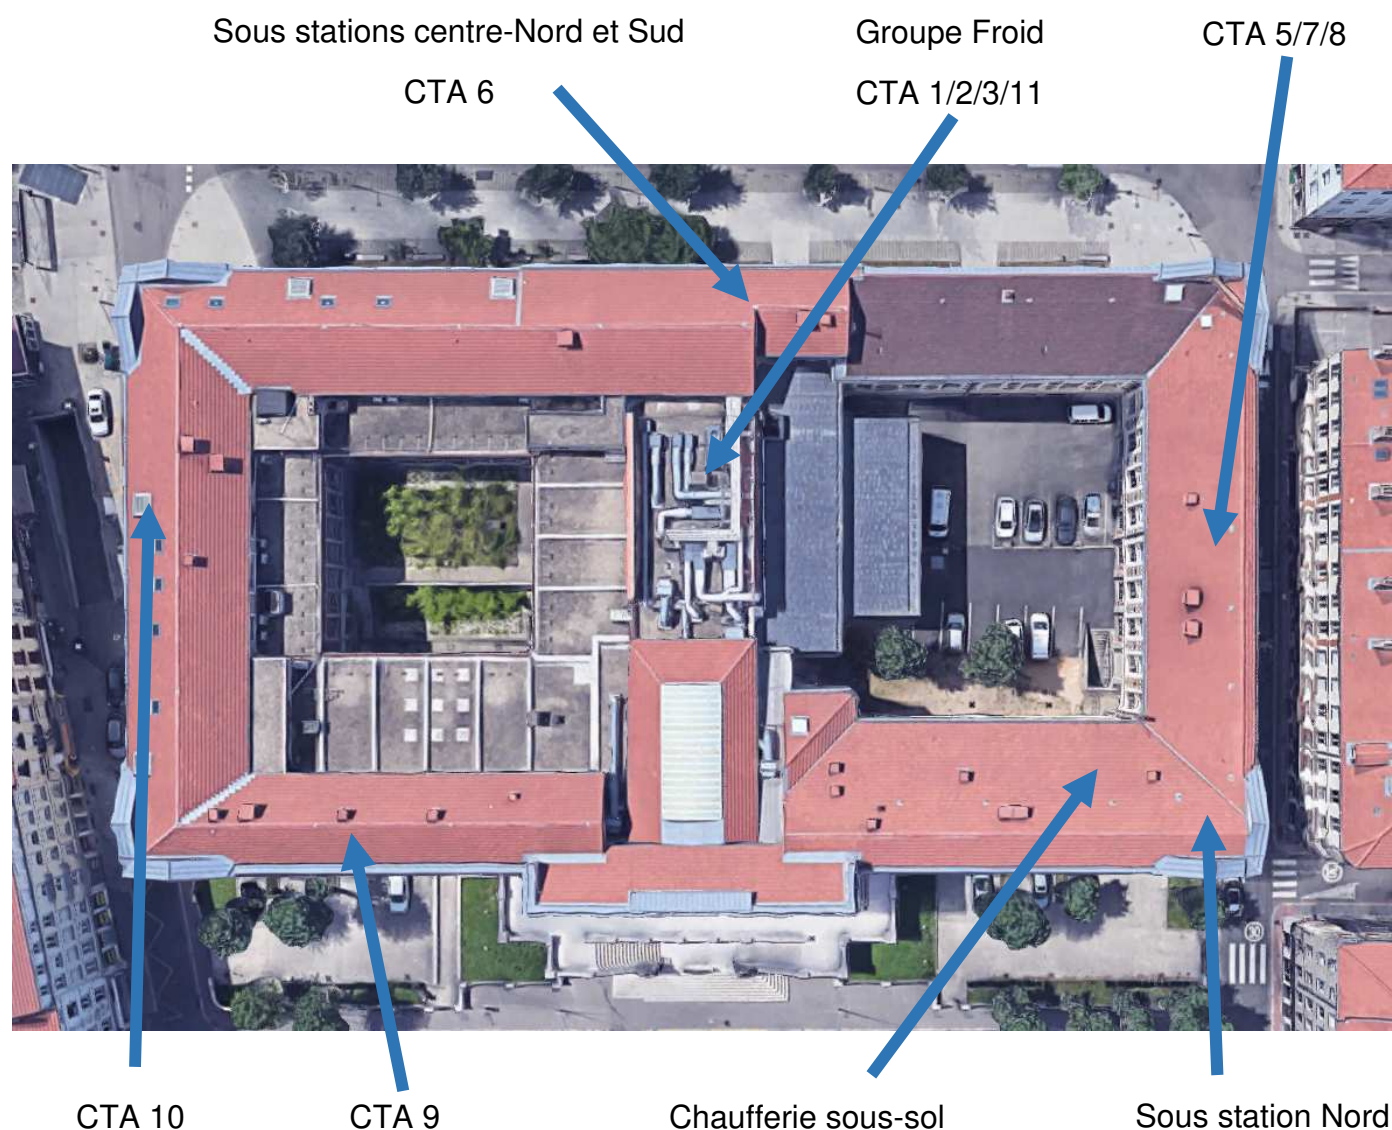 Sous stations centre-Nord et Sud
CTA 6
Groupe Froid
CTA 1/2/3/11
CTA 5/7/8
CTA 10
CTA 9
Chaufferie sous-sol
Sous station Nord